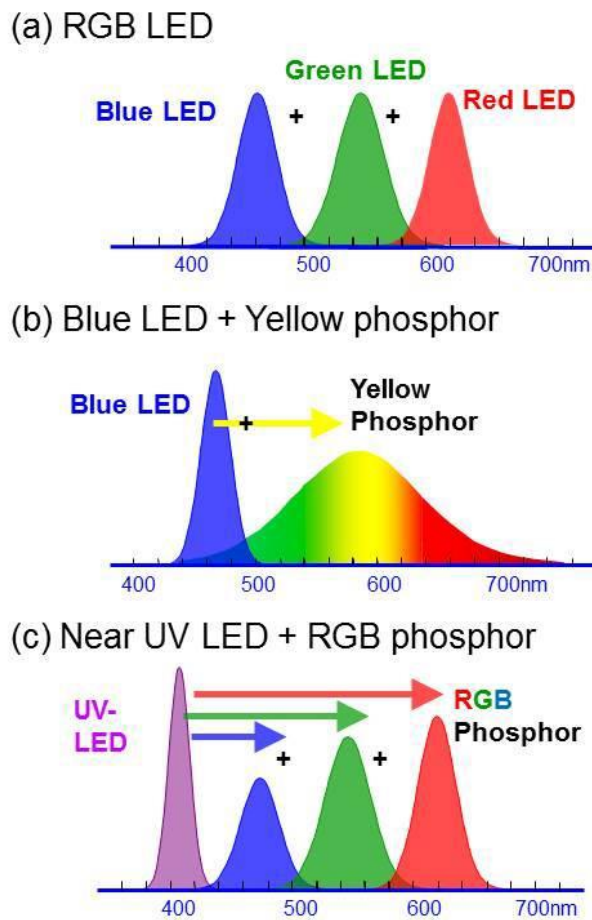 (a) RGB LED
Green LED
Blue LED
+
+
Red LED
400
500
600
700nm
(b) Blue LED + Yellow phosphor
Blue LED
+
Yellow
Phosphor
400
500
600
700nm
(c) Near UV LED + RGB phosphor
UV-
LED
RGB
Phosphor
+
+
400
500
600
700nm